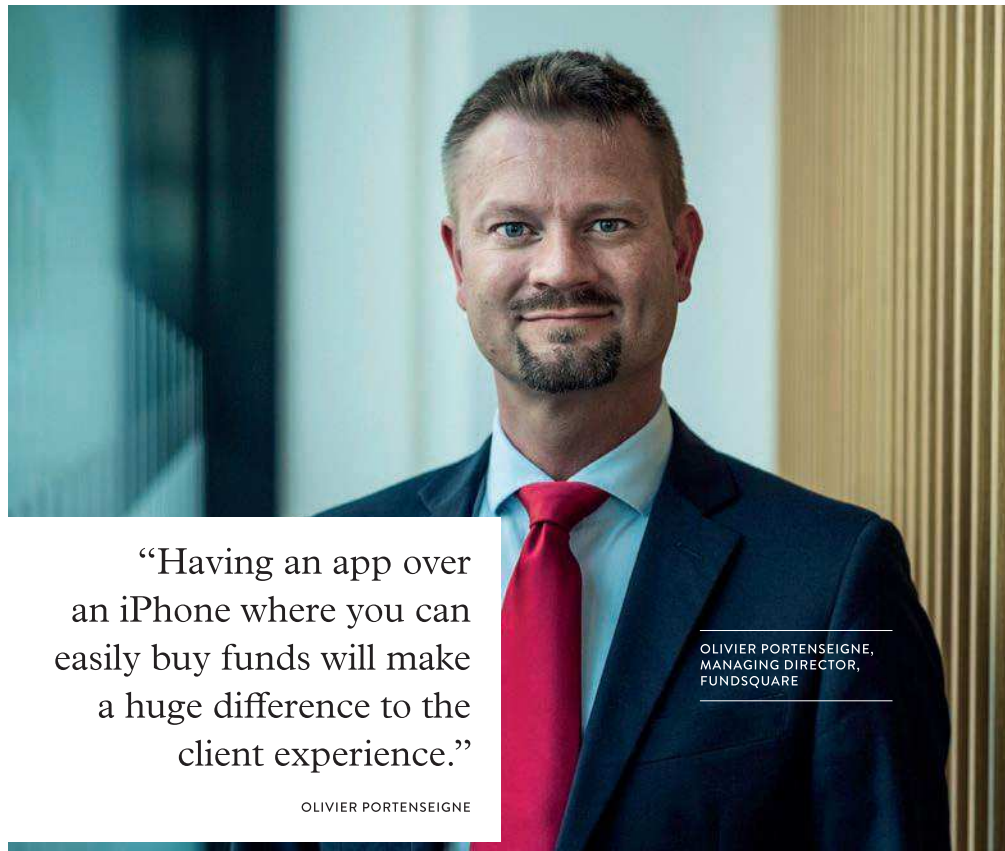 “Having an app over
an iPhone where you can
easily buy funds will make
a huge difference to the
client experience.”
OLIVIER PORTENSEIGNE
OLIVIER PORTENSEIGNE,
MANAGING DIRECTOR,
FUNDSQUARE